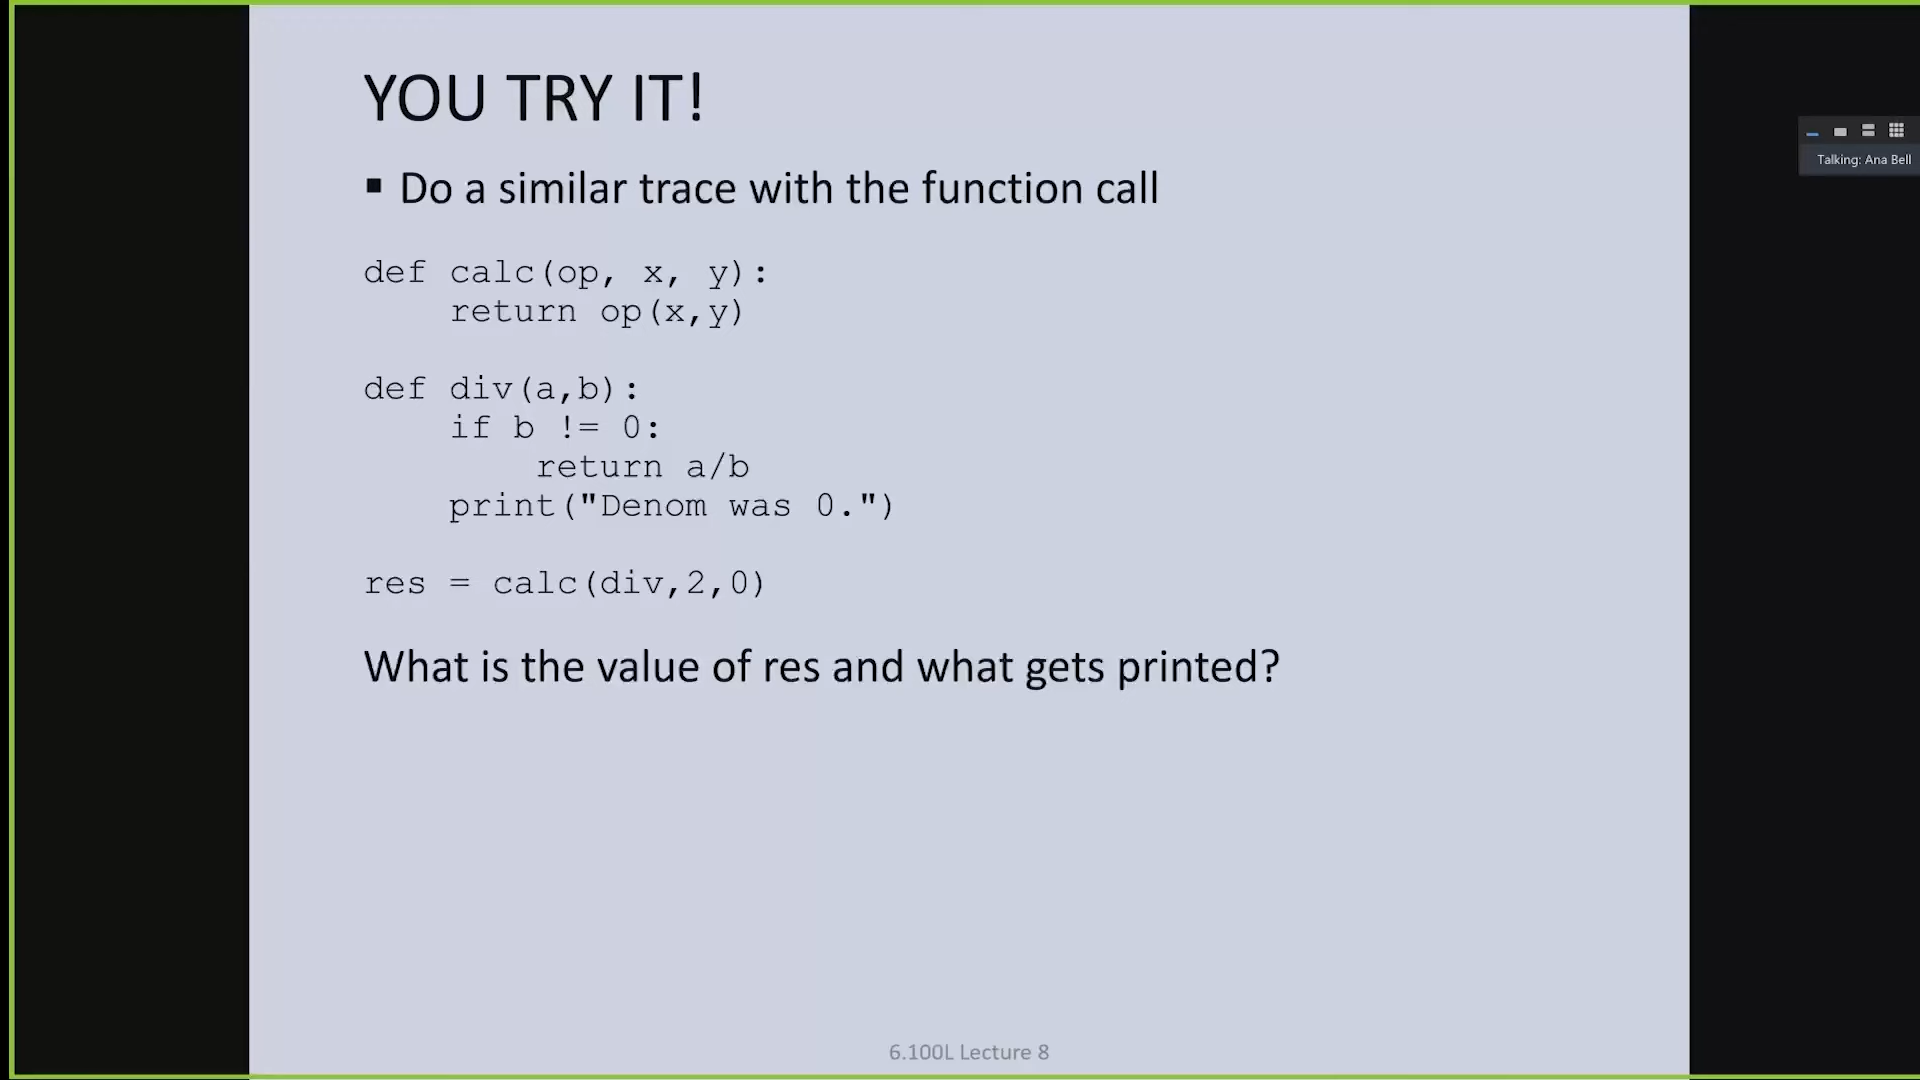 YOU TRY IT!
▪ Do a similar trace with the function call
def calc(op, x, y):
    return op(x,y)
def div(a,b):
    if b != 0:
        return a/b
    print("Denom was 0.")
res = calc(div,2,0)
What is the value of res and what gets printed?
6.100L Lecture 8
Talking: Ana Bell